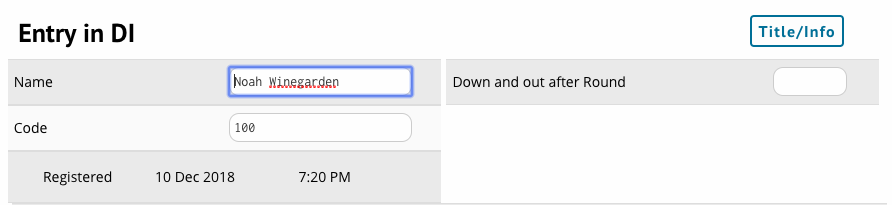 Entry in DI
Title/Info
Name Noah Winegarden
Down and out after Round
Code 100
Registered 10 Dec 2018 7:20 PM